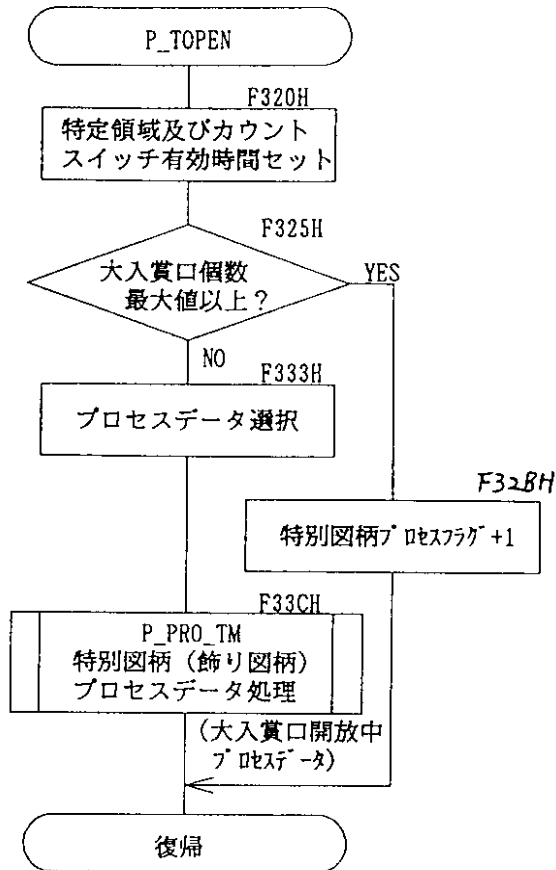 P_TOPEN
F320H
特定領域及びカウント
スイッチ有効時間セット
F325H
大入賞口個数
最大値以上?
YES
NO
F333H
プロセスデータ選択
F32BH
特別図柄プロセスフラグ+1
F33CH
P_PRO_TM
特別図柄(飾り図柄)
プロセスデータ処理
(大入賞口開放中
プロセスデータ)
復帰